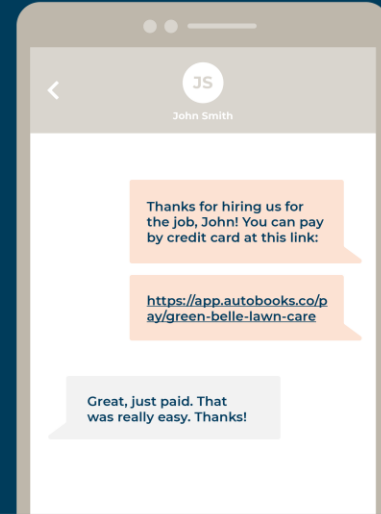 JS
John Smith
Thanks for hiring us for
the job, John! You can pay
by credit card at this link:
https://app.autobooks.co/p
ay/green-belle-lawn-care
Great, just paid. That
was really easy. Thanks!